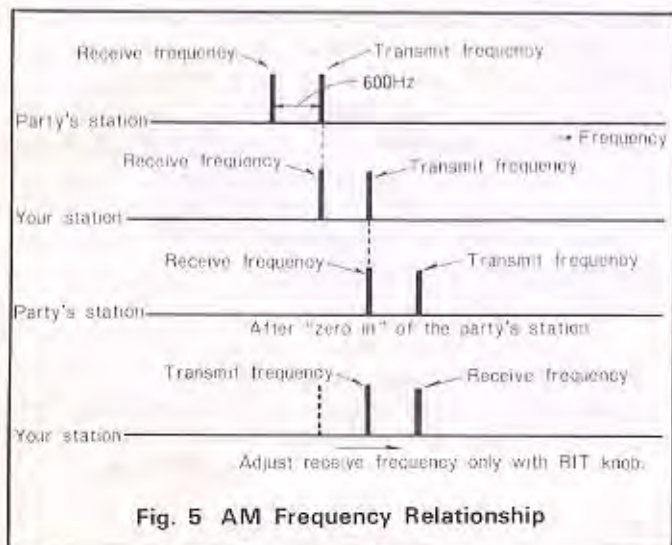 Receive frequency Transmit frequency
600Hz
Party's station
→ Frequency
Receive frequency Transmit frequency
Your station
Receive frequency Transmit frequency
Party's station
After "zero in" of the party's station
Transmit frequency Receive frequency
Your station
Adjust receive frequency only with RIT knob.
Fig. 5 AM Frequency Relationship